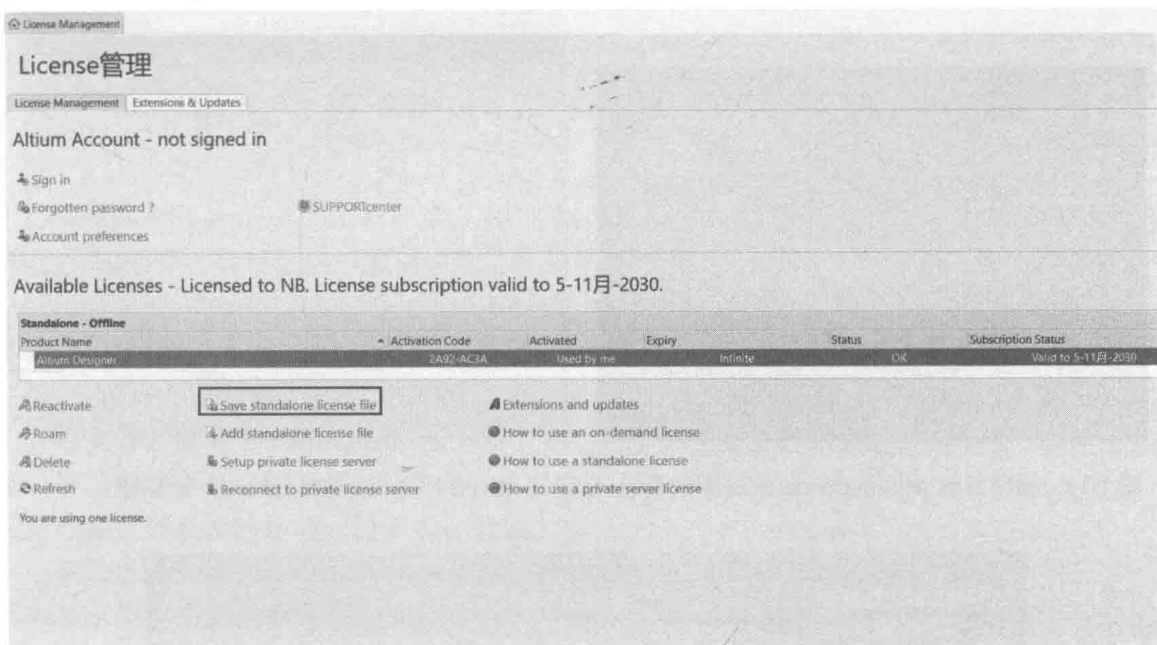 License Management
License管理
License Management Extensions & Updates
Altium Account - not signed in
Sign in
Forgotten password ? SUPPORTcenter
Account preferences
Available Licenses - Licensed to NB. License subscription valid to 5-11月-2030.
Standalone - Offline
Product Name Activation Code Activated Expiry Status Subscription Status
Altium Designer 2A92-AC3A Used by me Infinite OK Valid to 5-11月-2030
Reactivate Save standalone license file Extensions and updates
Roam Add standalone license file How to use an on-demand license
Delete Setup private license server How to use a standalone license
Refresh Reconnect to private license server How to use a private server license
You are using one license.